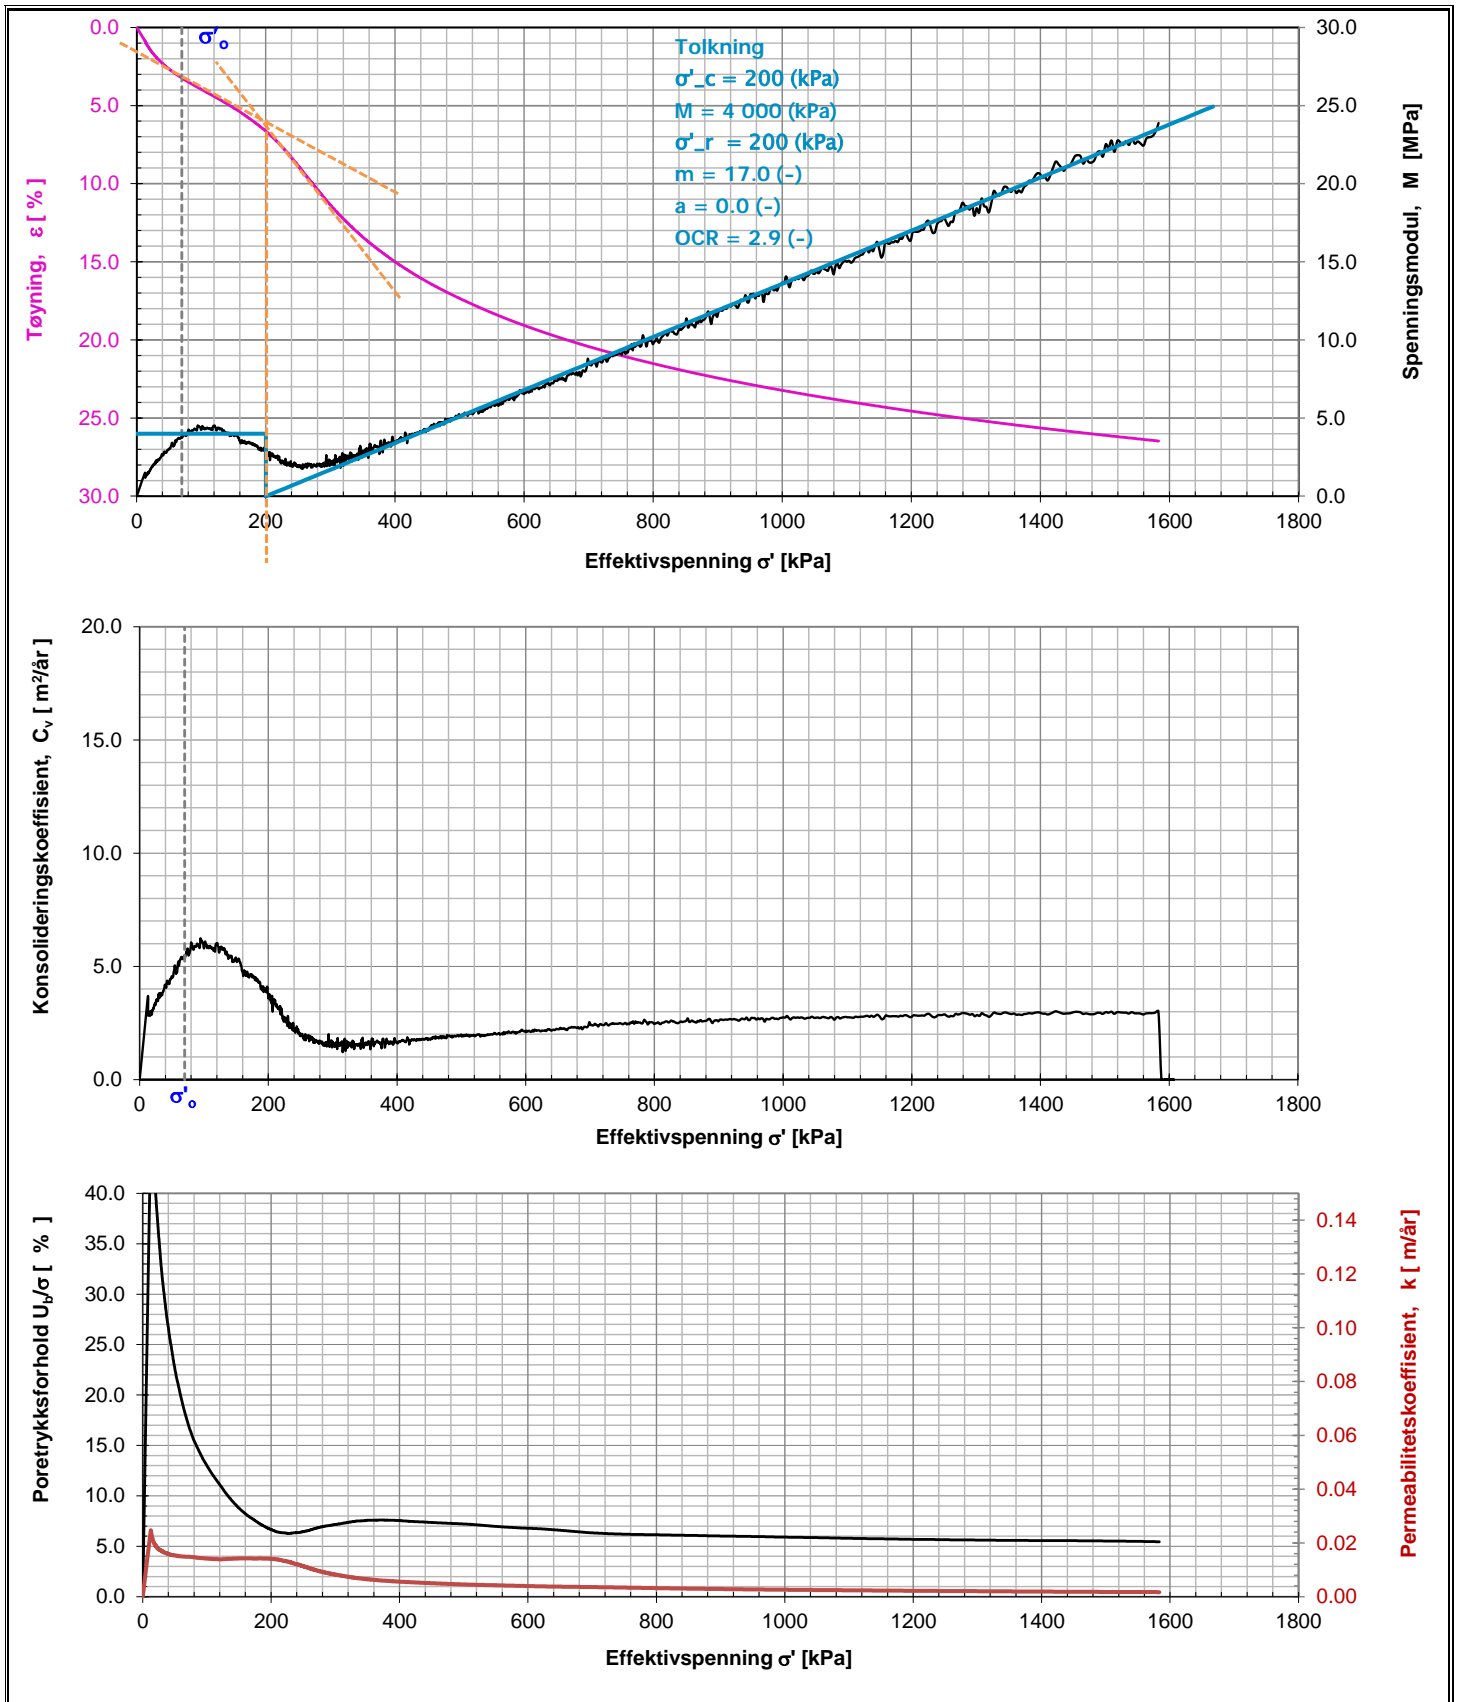 0.0
5.0
10.0
15.0
20.0
25.0
30.0
Tøyning, ε [ % ]
σ'o
Tolkning
σ'_c = 200 (kPa)
M = 4 000 (kPa)
σ'_r = 200 (kPa)
m = 17.0 (-)
a = 0.0 (-)
OCR = 2.9 (-)
30.0
25.0
20.0
15.0
10.0
5.0
0.0
Spenningsmodul, M [MPa]
0 200 400 600 800 1000 1200 1400 1600 1800
Effektivspenning σ' [kPa]
20.0
15.0
10.0
5.0
0.0
Konsolideringskoeffisient, Cv [ m²/år ]
0 200 400 600 800 1000 1200 1400 1600 1800
σ'o
Effektivspenning σ' [kPa]
40.0
35.0
30.0
25.0
20.0
15.0
10.0
5.0
0.0
Poretrykksforhold Ub/σ [ % ]
0.14
0.12
0.10
0.08
0.06
0.04
0.02
0.00
Permeabilitetskoeffisient, k [ m/år]
0 200 400 600 800 1000 1200 1400 1600 1800
Effektivspenning σ' [kPa]